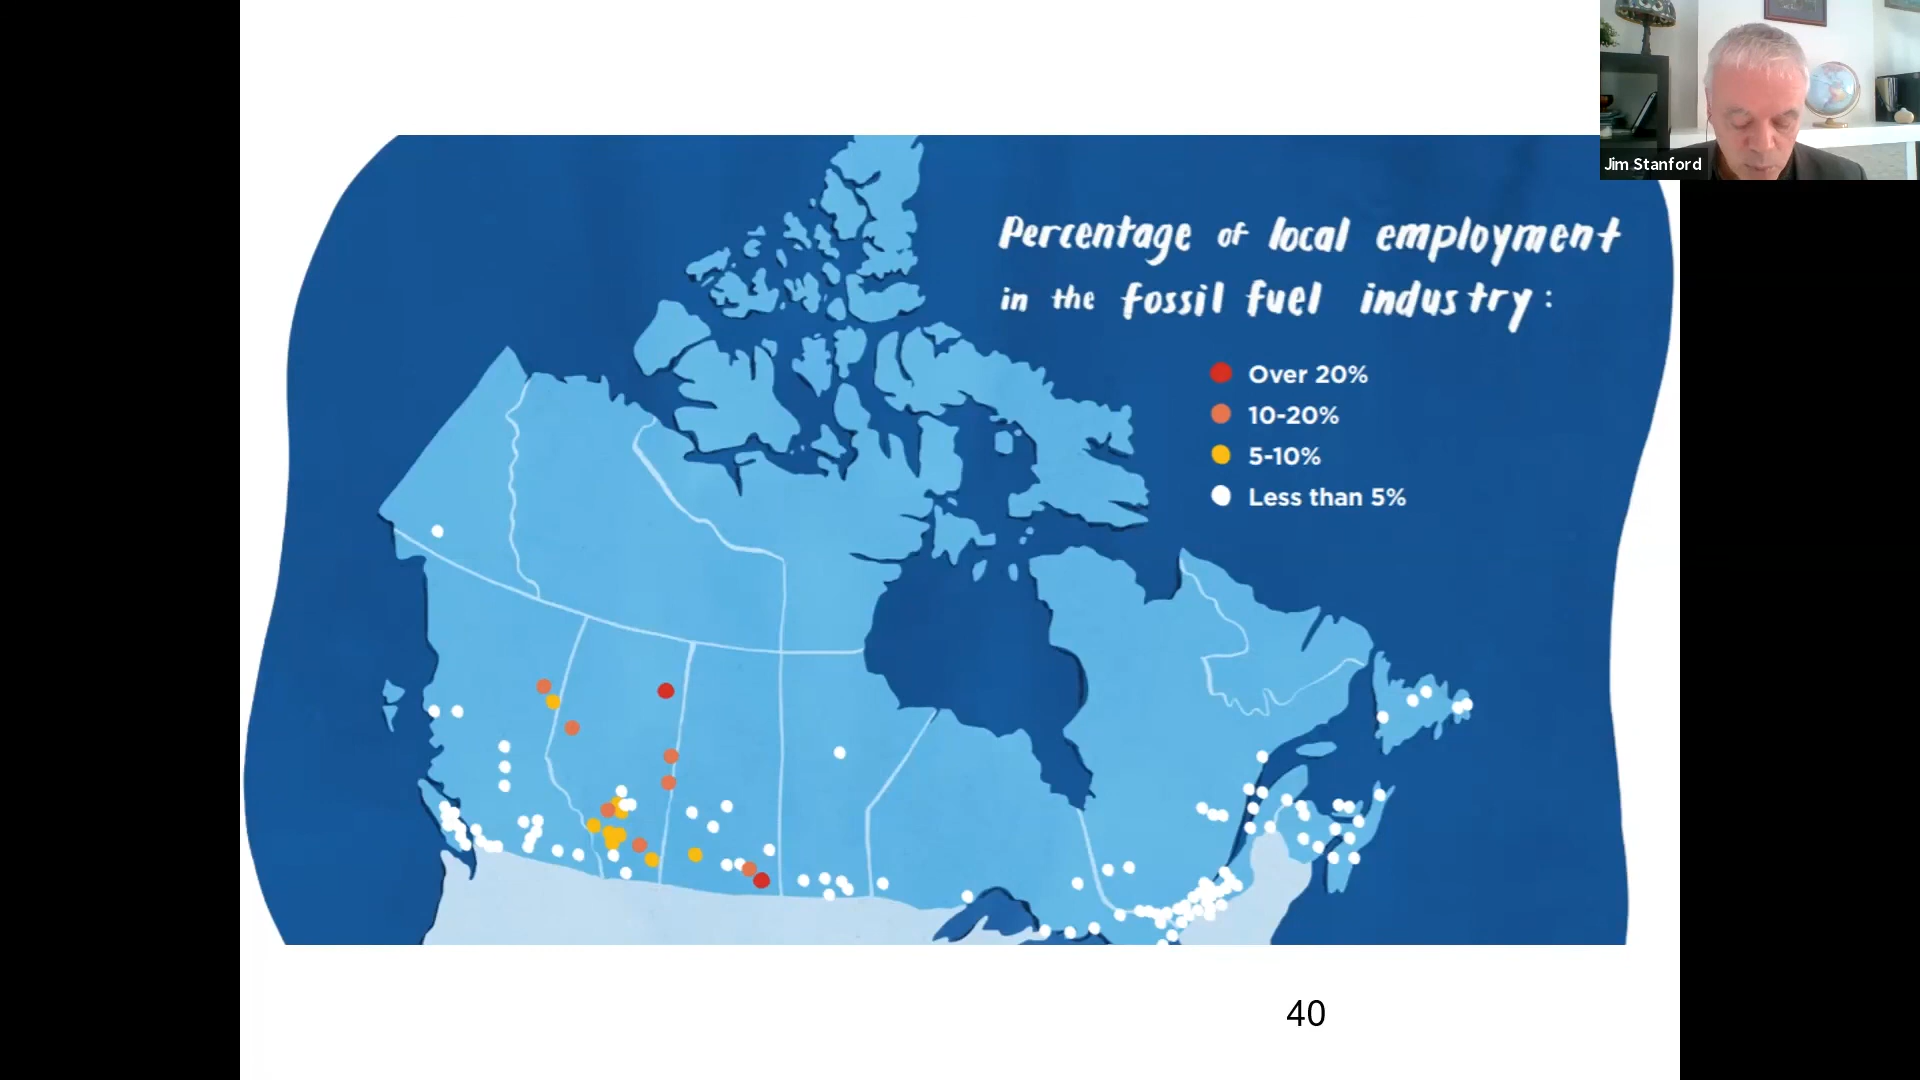 Jim Stanford
Percentage of local employment
in the fossil fuel industry:
Over 20%
10-20%
5-10%
Less than 5%
40